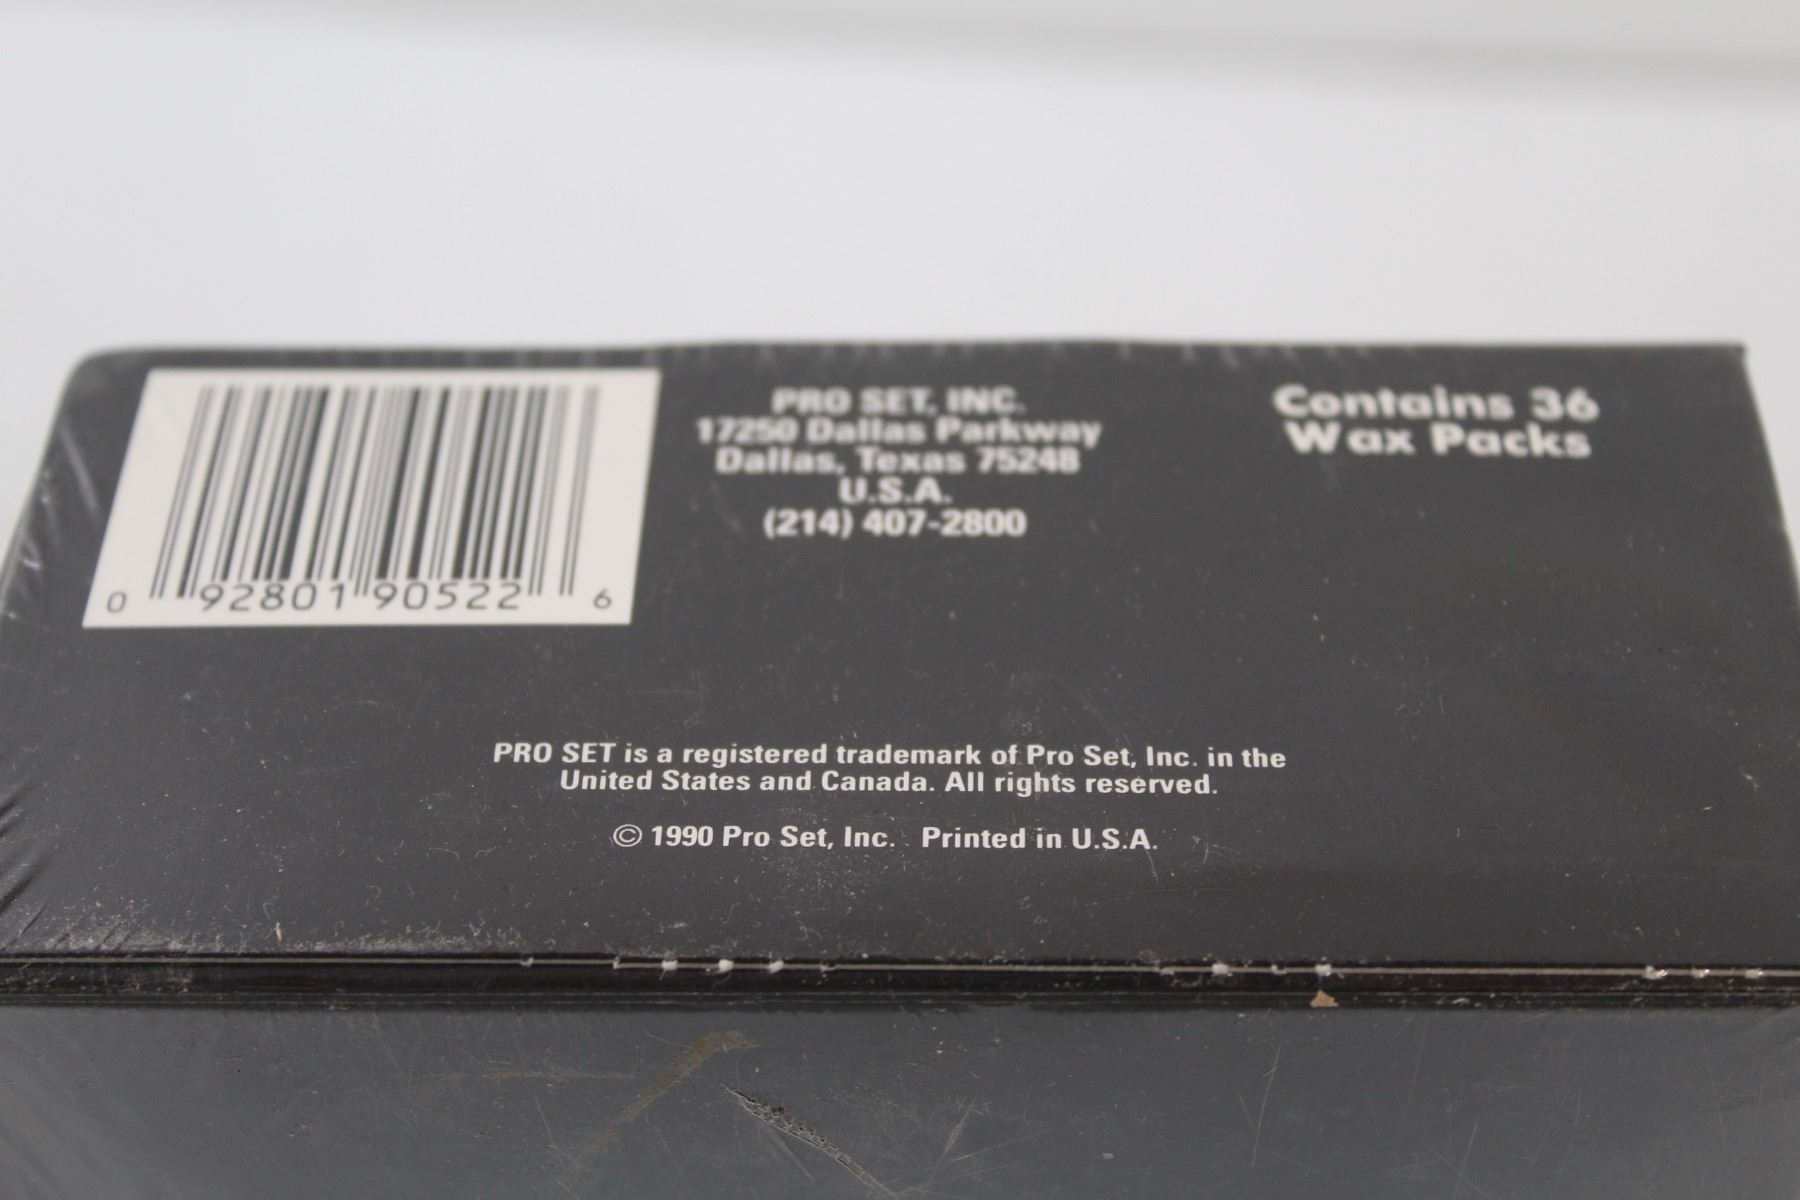 0 92801 90522 6
PRO SET, INC.
17250 Dallas Parkway
Dallas, Texas 75248
U.S.A.
(214) 407-2800
Contains 36
Wax Packs
PRO SET is a registered trademark of Pro Set, Inc. in the
United States and Canada. All rights reserved.
© 1990 Pro Set, Inc. Printed in U.S.A.